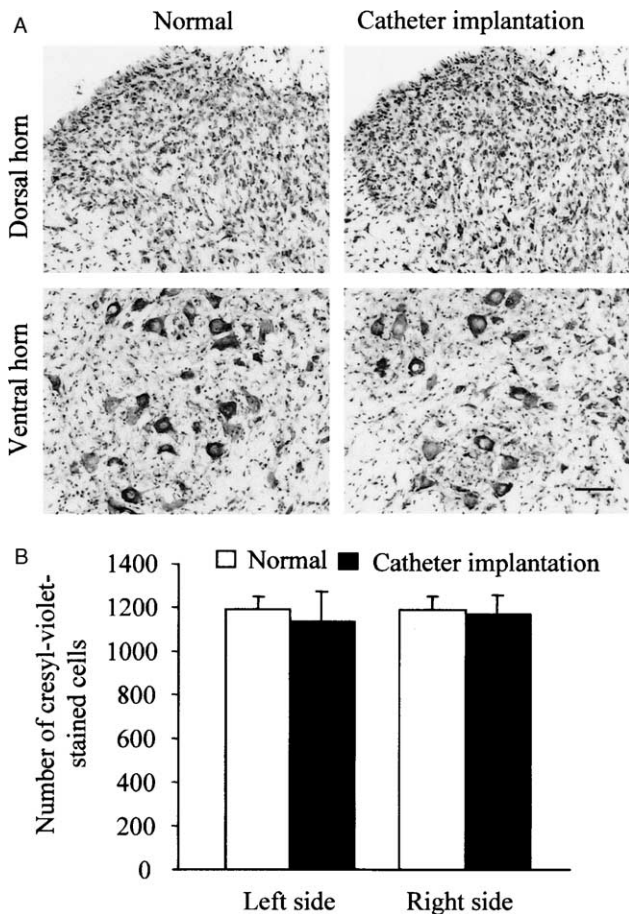 A
Normal
Catheter implantation
Dorsal horn
Ventral horn
B
Normal
Catheter implantation
Number of cresyl-violet-
stained cells
1400
1200
1000
800
600
400
200
0
Left side
Right side